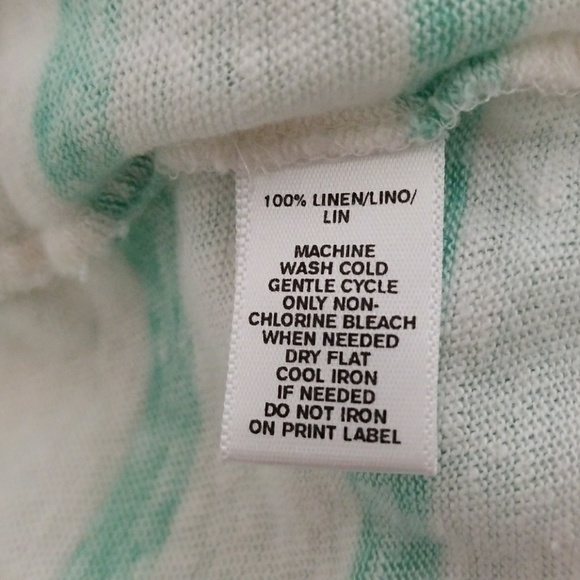 100% LINEN/LINO/
LIN
MACHINE
WASH COLD
GENTLE CYCLE
ONLY NON-
CHLORINE BLEACH
WHEN NEEDED
DRY FLAT
COOL IRON
IF NEEDED
DO NOT IRON
ON PRINT LABEL